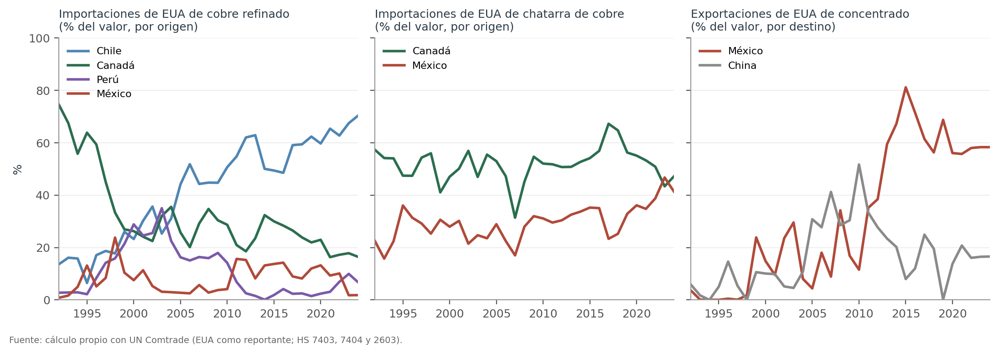 Importaciones de EUA de cobre refinado
(% del valor, por origen)
Importaciones de EUA de chatarra de cobre
(% del valor, por origen)
Exportaciones de EUA de concentrado
(% del valor, por destino)
100
80
60
40
20
0
%
Chile
Canadá
Perú
México
Canadá
México
México
China
1995 2000 2005 2010 2015 2020
1995 2000 2005 2010 2015 2020
1995 2000 2005 2010 2015 2020
Fuente: cálculo propio con UN Comtrade (EUA como reportante; HS 7403, 7404 y 2603).